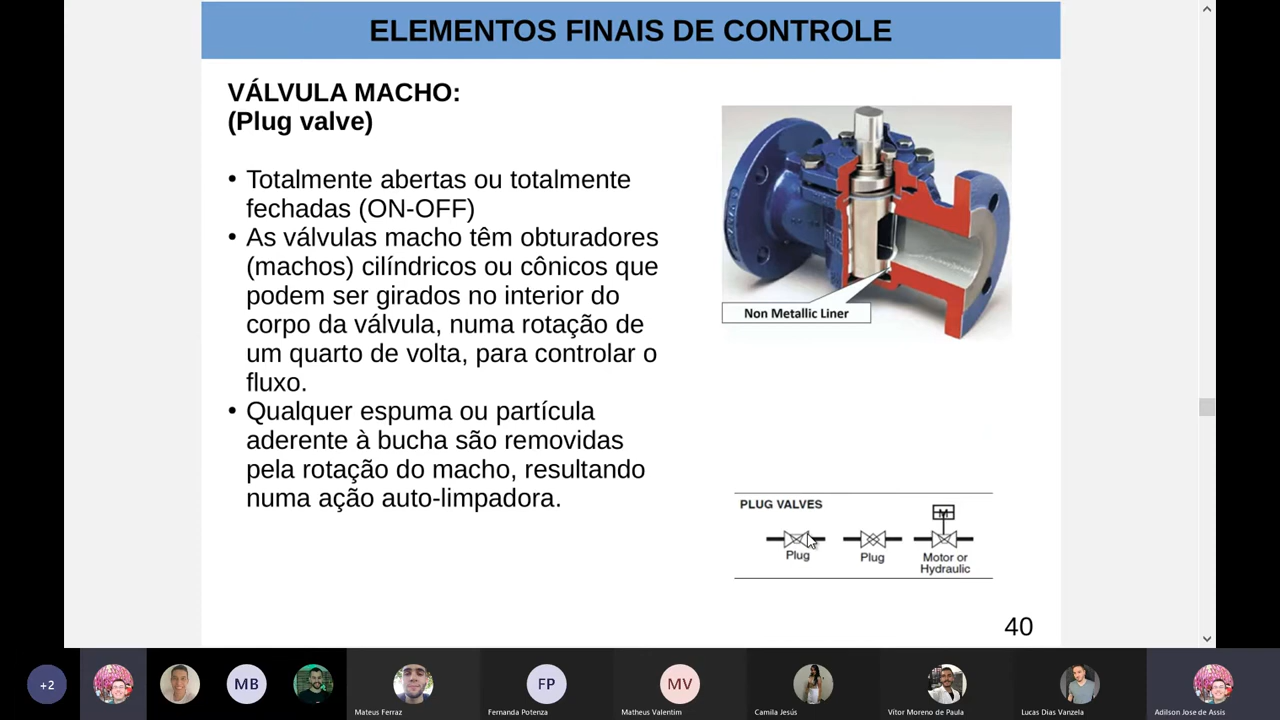 ELEMENTOS FINAIS DE CONTROLE
VÁLVULA MACHO:
(Plug valve)
• Totalmente abertas ou totalmente
fechadas (ON-OFF)
• As válvulas macho têm obturadores
(machos) cilíndricos ou cônicos que
podem ser girados no interior do
corpo da válvula, numa rotação de
um quarto de volta, para controlar o
fluxo.
• Qualquer espuma ou partícula
aderente à bucha são removidas
pela rotação do macho, resultando
numa ação auto-limpadora.
Non Metallic Liner
PLUG VALVES
M
Plug
Plug
Motor or
Hydraulic
40
+2
MB
FP
MV
Mateus Ferraz
Fernanda Potenza
Matheus Valentim
Camila Jesús
Vítor Moreno de Paula
Lucas Dias Vanzela
Adilson Jose de Assis